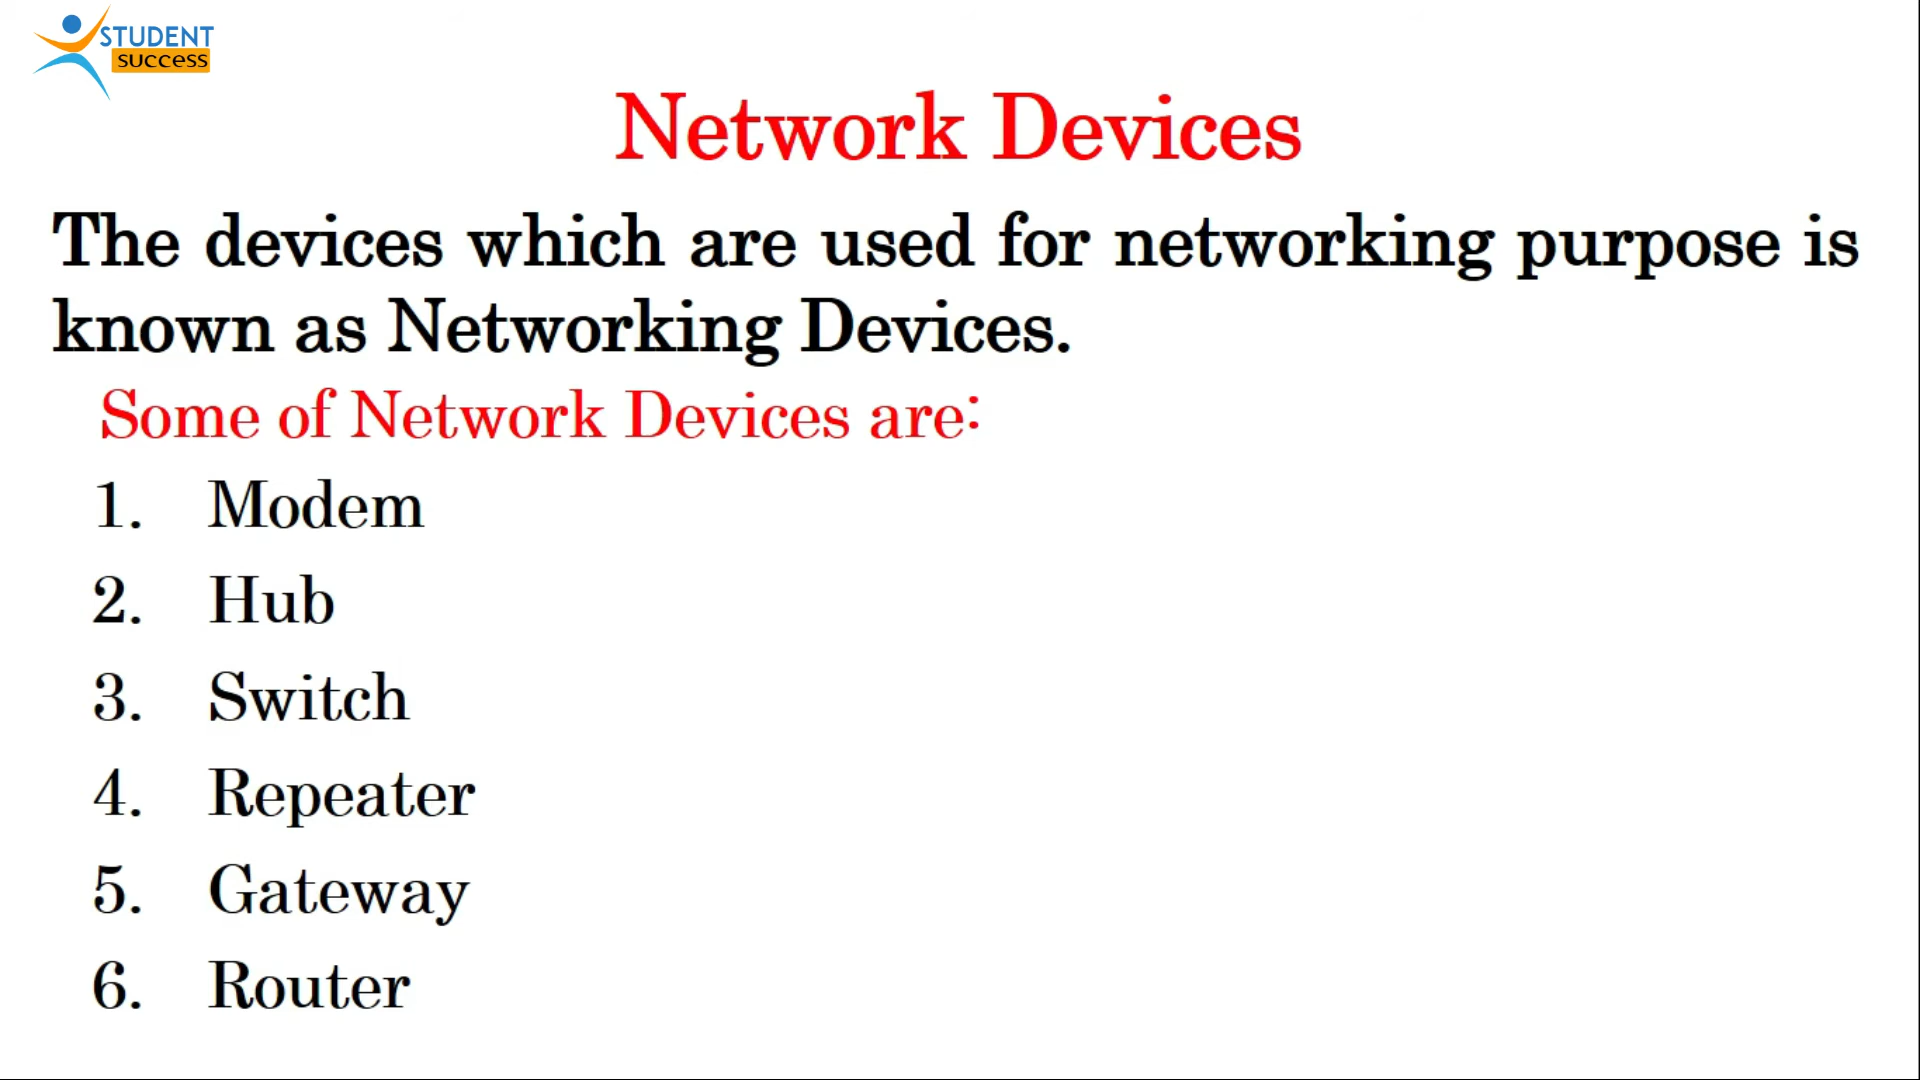 STUDENT
success
Network Devices
The devices which are used for networking purpose is
known as Networking Devices.
Some of Network Devices are:
1. Modem
2. Hub
3. Switch
4. Repeater
5. Gateway
6. Router